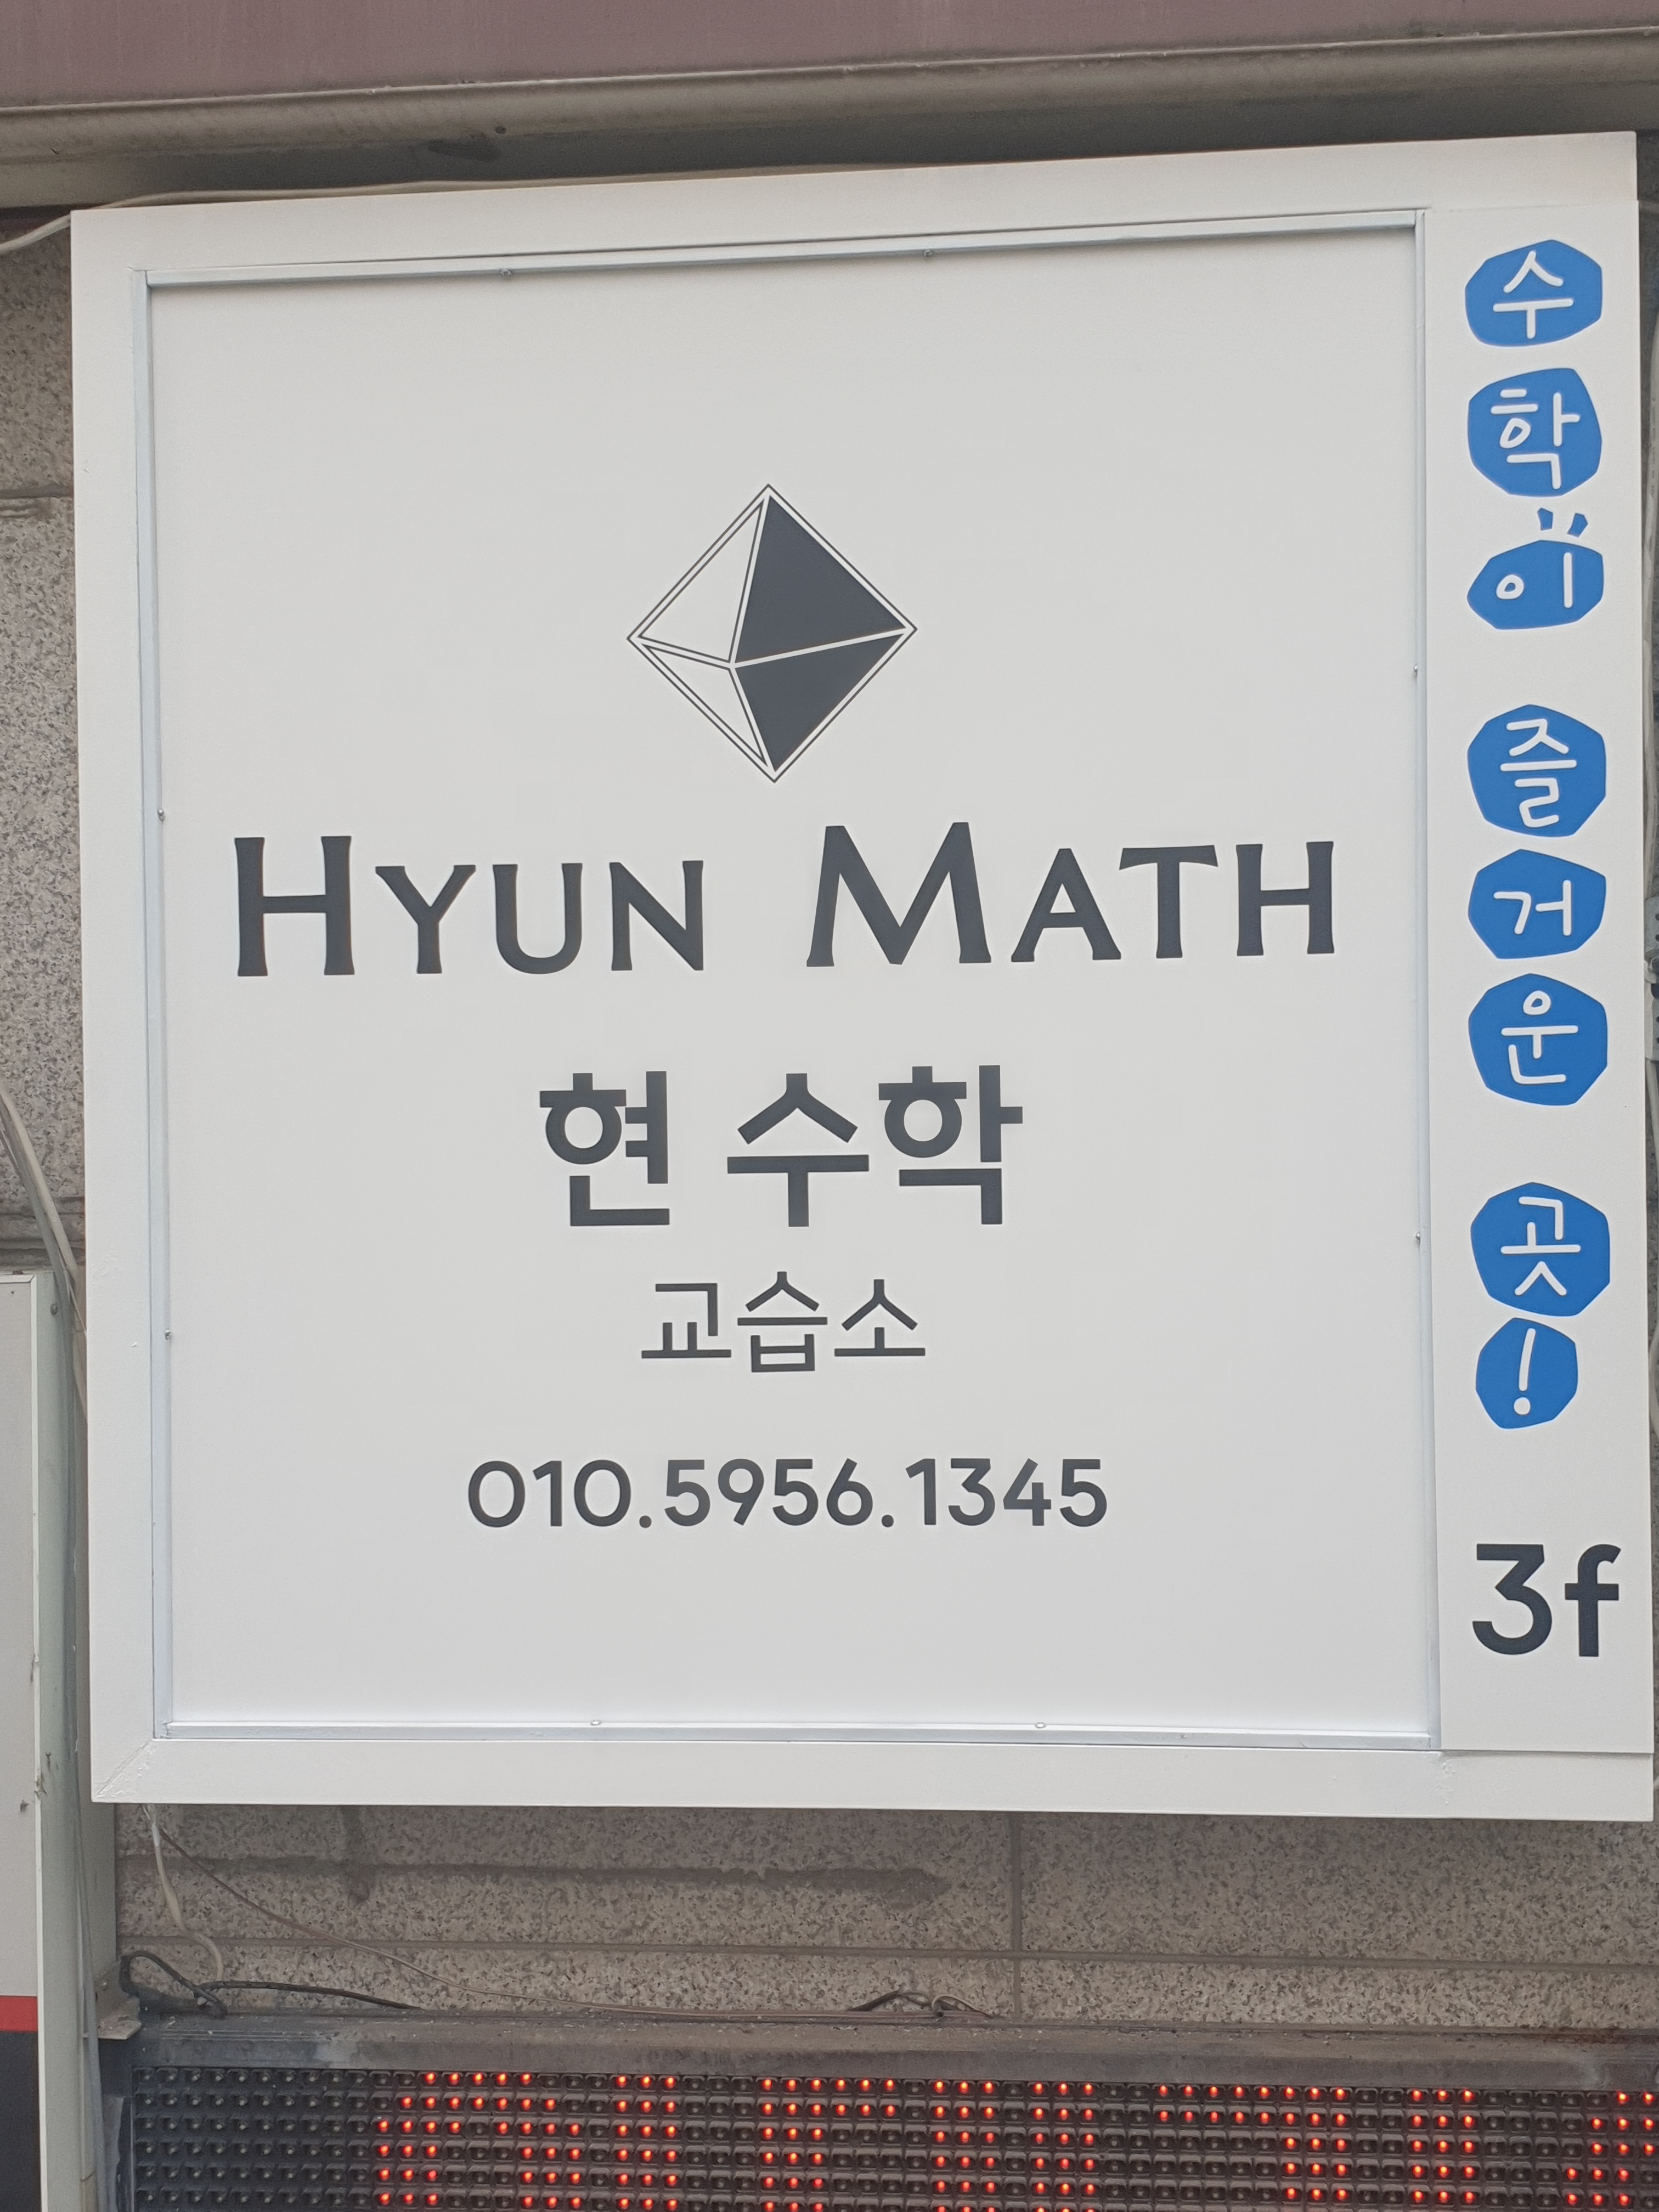 HYUN MATH
현 수학
교습소
010.5956.1345
수학이 즐거운 곳!
3f